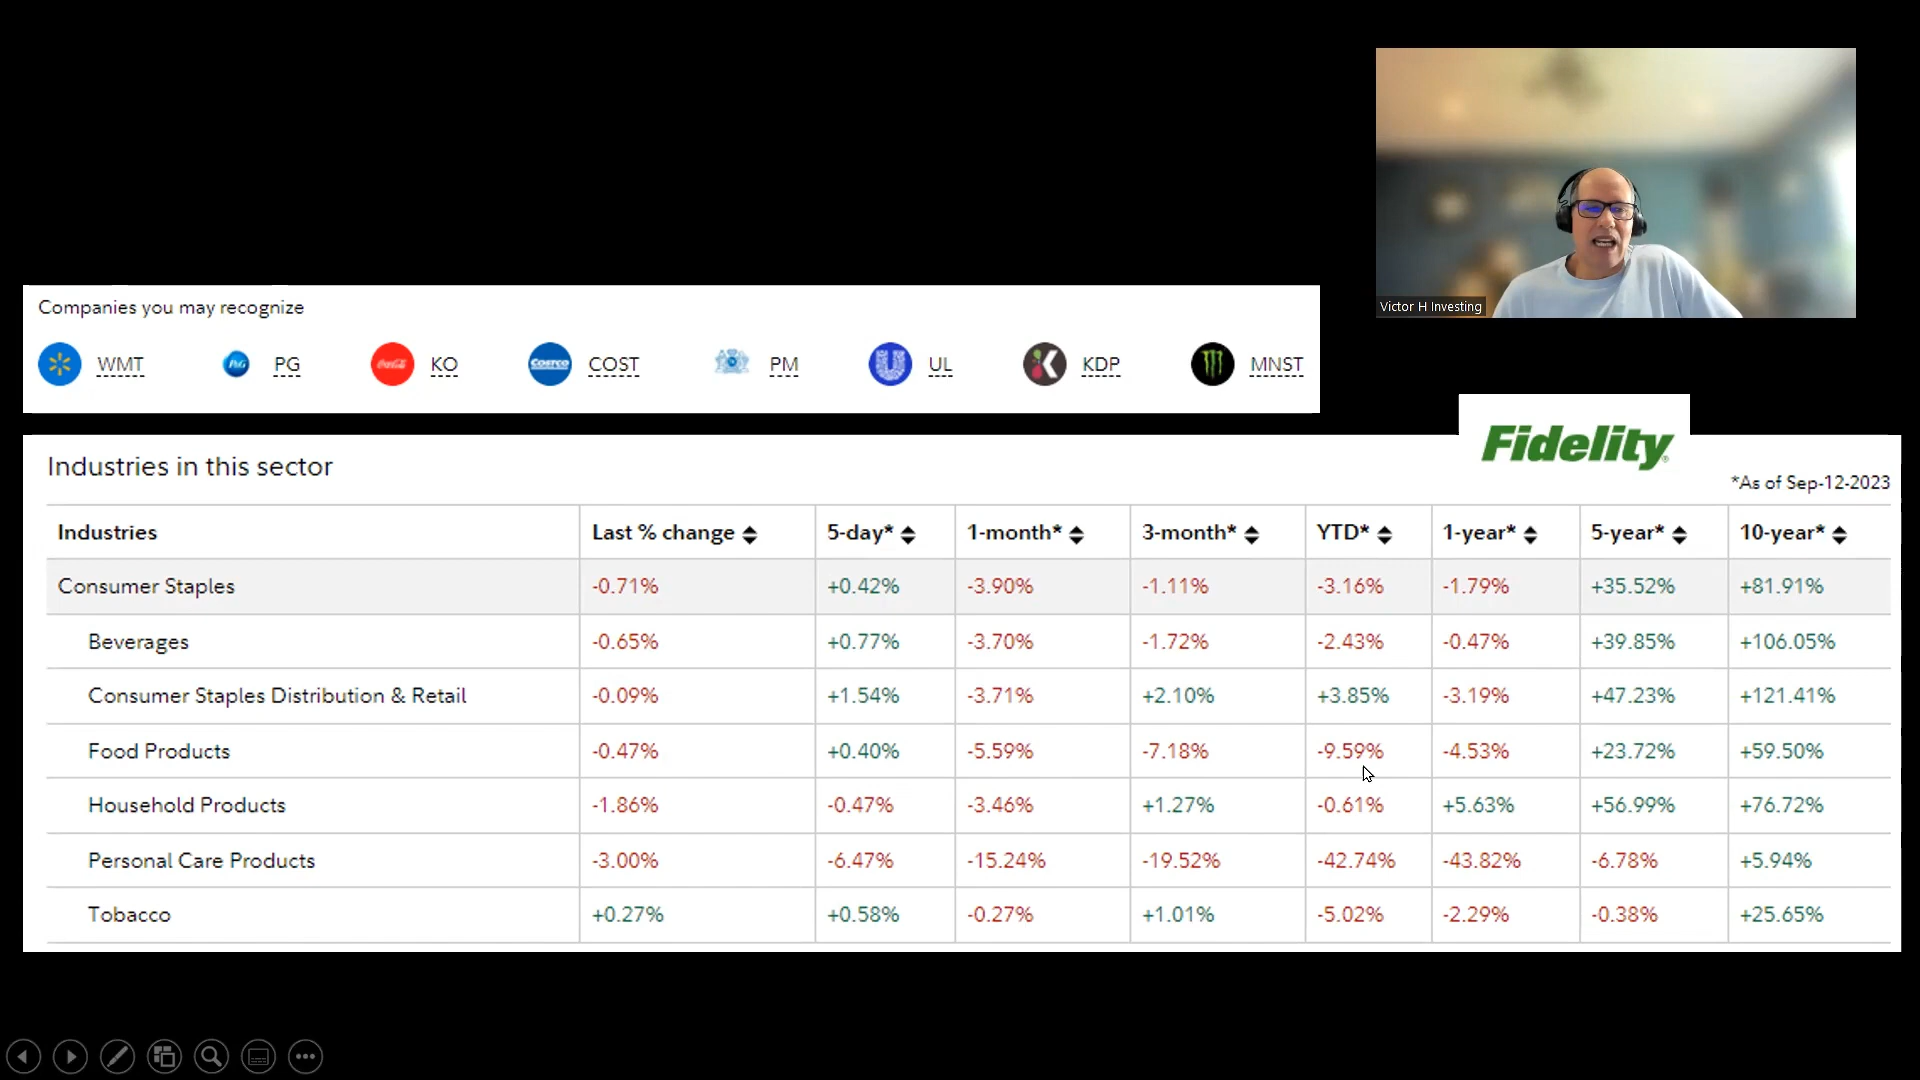 Victor H Investing
Companies you may recognize
WMT PG KO COSTCO COST PM UL KDP MNST
Fidelity
Industries in this sector
*As of Sep-12-2023
Industries Last % change 5-day* 1-month* 3-month* YTD* 1-year* 5-year* 10-year*
Consumer Staples -0.71% +0.42% -3.90% -1.11% -3.16% -1.79% +35.52% +81.91%
Beverages -0.65% +0.77% -3.70% -1.72% -2.43% -0.47% +39.85% +106.05%
Consumer Staples Distribution & Retail -0.09% +1.54% -3.71% +2.10% +3.85% -3.19% +47.23% +121.41%
Food Products -0.47% +0.40% -5.59% -7.18% -9.59% -4.53% +23.72% +59.50%
Household Products -1.86% -0.47% -3.46% +1.27% -0.61% +5.63% +56.99% +76.72%
Personal Care Products -3.00% -6.47% -15.24% -19.52% -42.74% -43.82% -6.78% +5.94%
Tobacco +0.27% +0.58% -0.27% +1.01% -5.02% -2.29% -0.38% +25.65%